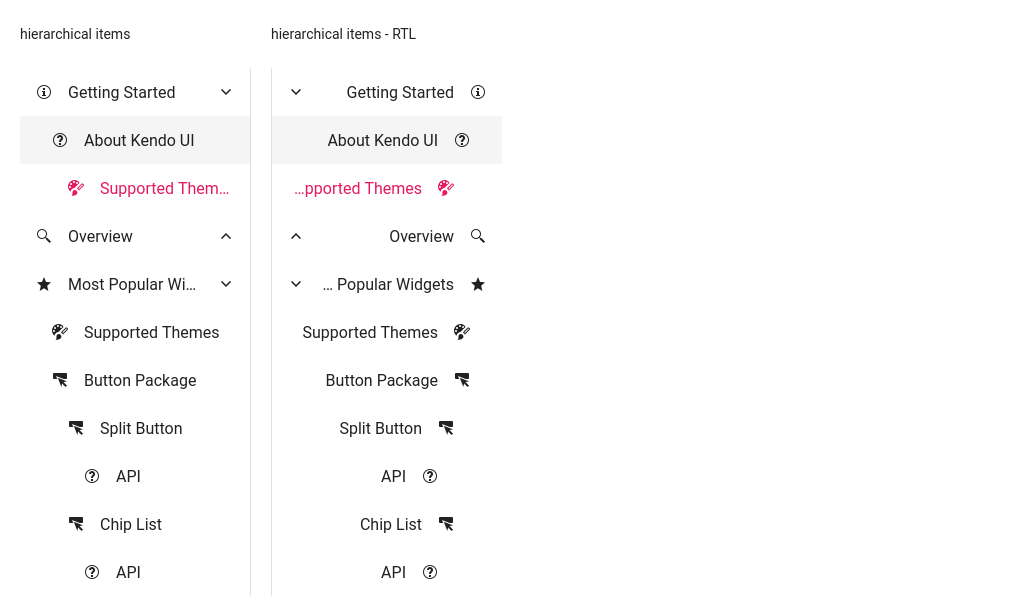 hierarchical items
Getting Started
About Kendo UI
Supported Them...
Overview
Most Popular Wi...
Supported Themes
Button Package
Split Button
API
Chip List
API
hierarchical items - RTL
Getting Started
About Kendo UI
...pported Themes
Overview
... Popular Widgets
Supported Themes
Button Package
Split Button
API
Chip List
API